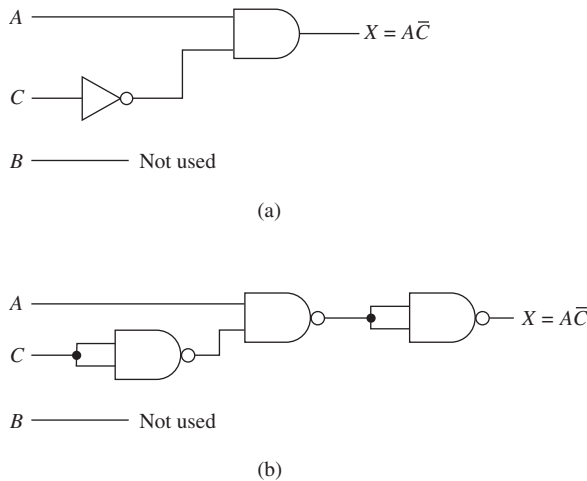 A
X = AC̅
C
B Not used
(a)
A
X = AC̅
C
B Not used
(b)